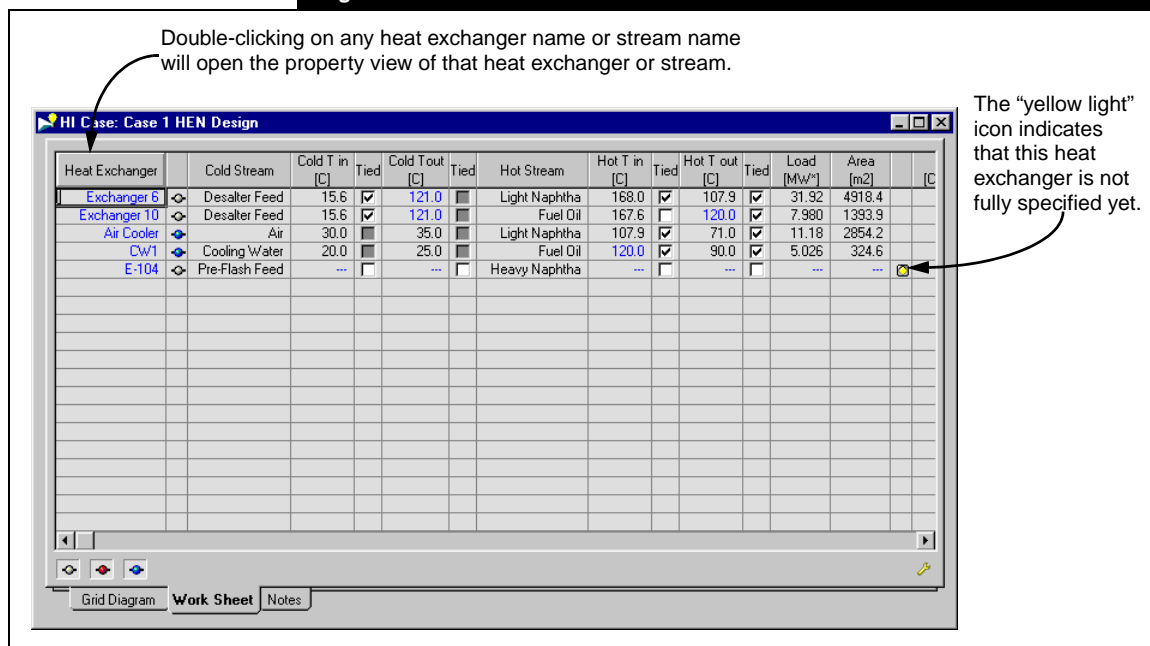 Double-clicking on any heat exchanger name or stream name
will open the property view of that heat exchanger or stream.
The “yellow light”
icon indicates
that this heat
exchanger is not
fully specified yet.
HI Case: Case 1 HEN Design
Heat Exchanger Cold Stream Cold T in [C] Tied Cold T out [C] Tied Hot Stream Hot T in [C] Tied Hot T out [C] Tied Load [MW*] Area [m2] [C
Exchanger 6 Desalter Feed 15.6 121.0 Light Naphtha 168.0 107.9 31.92 4918.4
Exchanger 10 Desalter Feed 15.6 121.0 Fuel Oil 167.6 120.0 7.980 1393.9
Air Cooler Air 30.0 35.0 Light Naphtha 107.9 71.0 11.18 2854.2
CW1 Cooling Water 20.0 25.0 Fuel Oil 120.0 90.0 5.026 324.6
E-104 Pre-Flash Feed --- --- Heavy Naphtha --- --- --- ---
Grid Diagram Work Sheet Notes